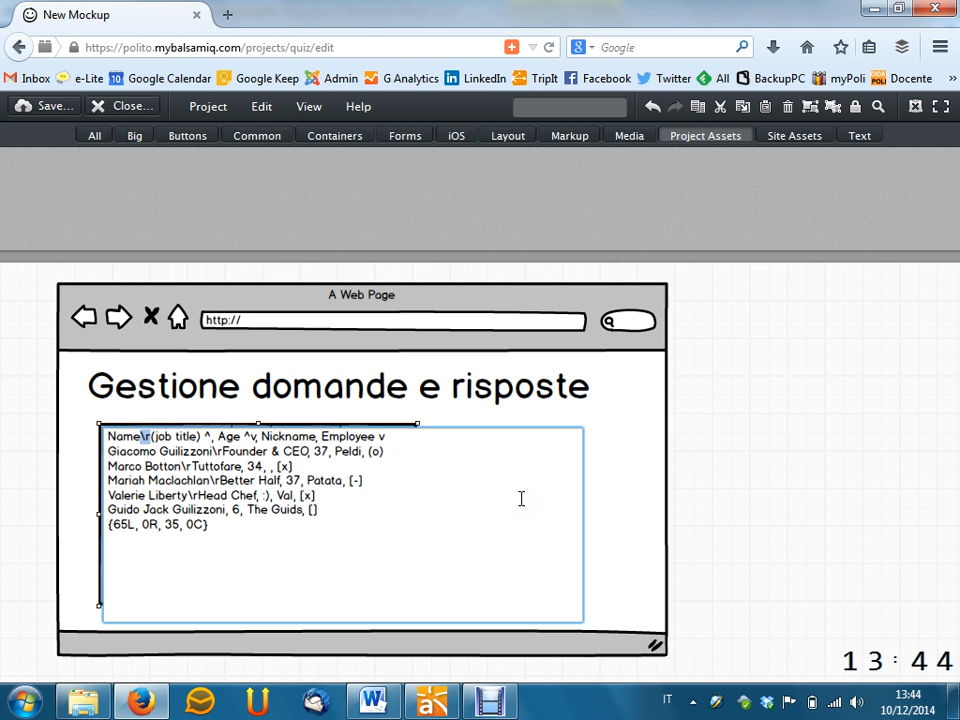 New Mockup
https://polito.mybalsamiq.com/projects/quiz/edit
Google
Inbox e-Lite Google Calendar Google Keep Admin G Analytics LinkedIn TripIt Facebook Twitter All BackupPC myPoli Docente »
Save... Close... Project Edit View Help
All Big Buttons Common Containers Forms iOS Layout Markup Media Project Assets Site Assets Text
A Web Page
http://
Gestione domande e risposte
Name\r(job title) ^, Age ^v, Nickname, Employee v
Giacomo Guilizzoni\rFounder & CEO, 37, Peldi, (o)
Marco Botton\rTuttofare, 34, , [x]
Mariah Maclachlan\rBetter Half, 37, Patata, [-]
Valerie Liberty\rHead Chef, :), Val, [x]
Guido Jack Guilizzoni, 6, The Guids, []
{65L, 0R, 35, 0C}
13:44
IT
13:44
10/12/2014